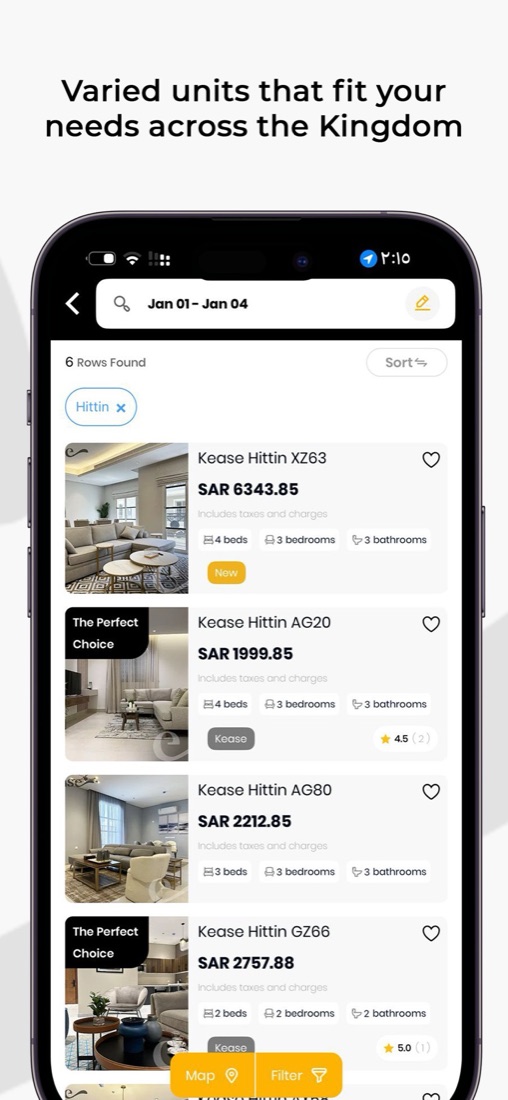 Varied units that fit your
needs across the Kingdom
٢:١٥
Jan 01 - Jan 04
6 Rows Found
Sort
Hittin ×
Kease Hittin XZ63
SAR 6343.85
Includes taxes and charges
4 beds 3 bedrooms 3 bathrooms
New
The Perfect
Choice
Kease Hittin AG20
SAR 1999.85
Includes taxes and charges
4 beds 3 bedrooms 3 bathrooms
Kease
4.5 (2)
Kease Hittin AG80
SAR 2212.85
Includes taxes and charges
3 beds 3 bedrooms 3 bathrooms
The Perfect
Choice
Kease Hittin GZ66
SAR 2757.88
Includes taxes and charges
2 beds 2 bedrooms 2 bathrooms
Kease
5.0 (1)
Map
Filter